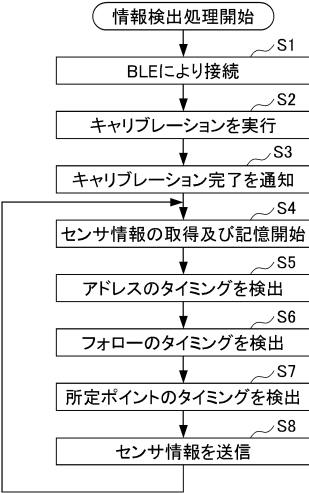 情報検出処理開始
S1
BLEにより接続
S2
キャリブレーションを実行
S3
キャリブレーション完了を通知
S4
センサ情報の取得及び記憶開始
S5
アドレスのタイミングを検出
S6
フォローのタイミングを検出
S7
所定ポイントのタイミングを検出
S8
センサ情報を送信